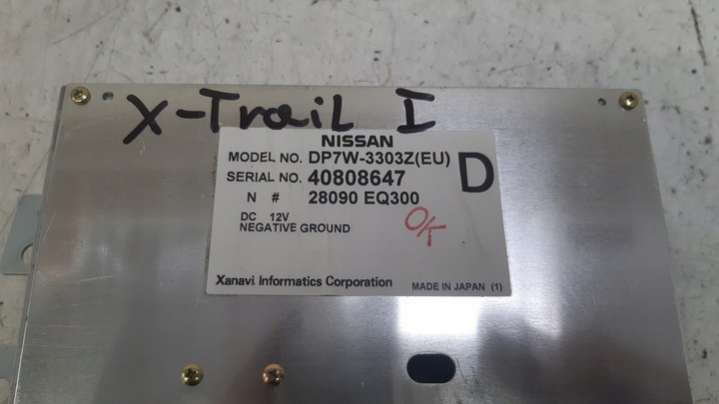 X-Trail I
NISSAN
MODEL NO. DP7W-3303Z(EU)
D
SERIAL NO. 40808647
N # 28090 EQ300
DC 12V
NEGATIVE GROUND
OK
Xanavi Informatics Corporation
MADE IN JAPAN (1)